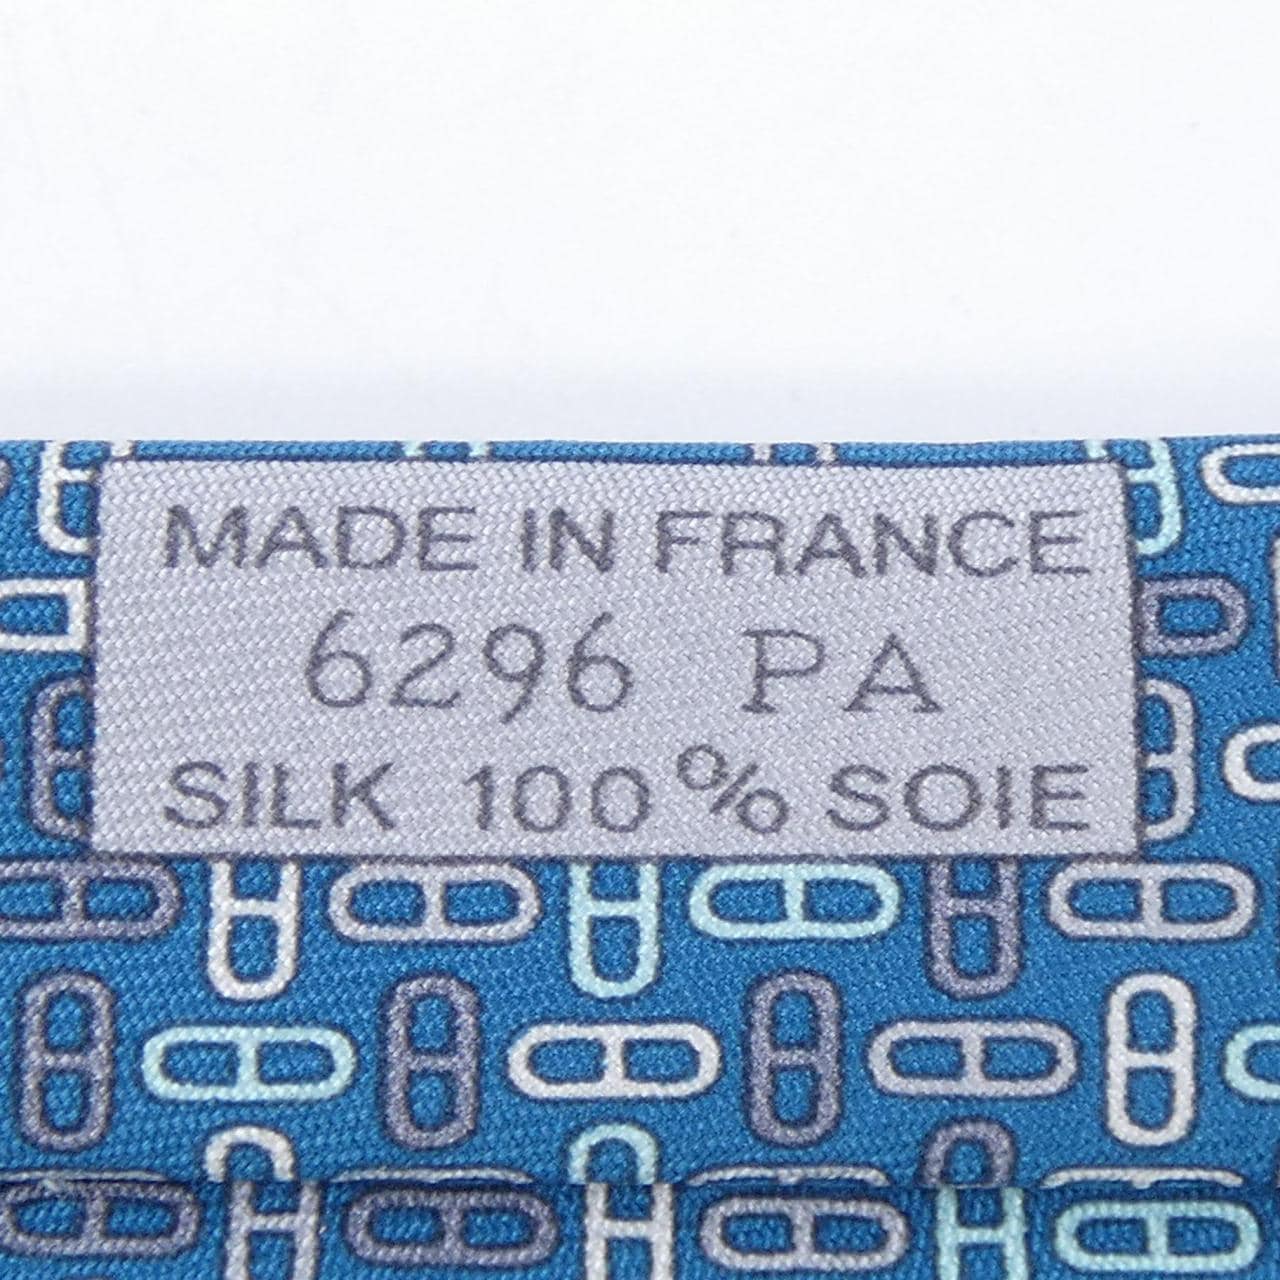 MADE IN FRANCE
6296 PA
SILK 100% SOIE